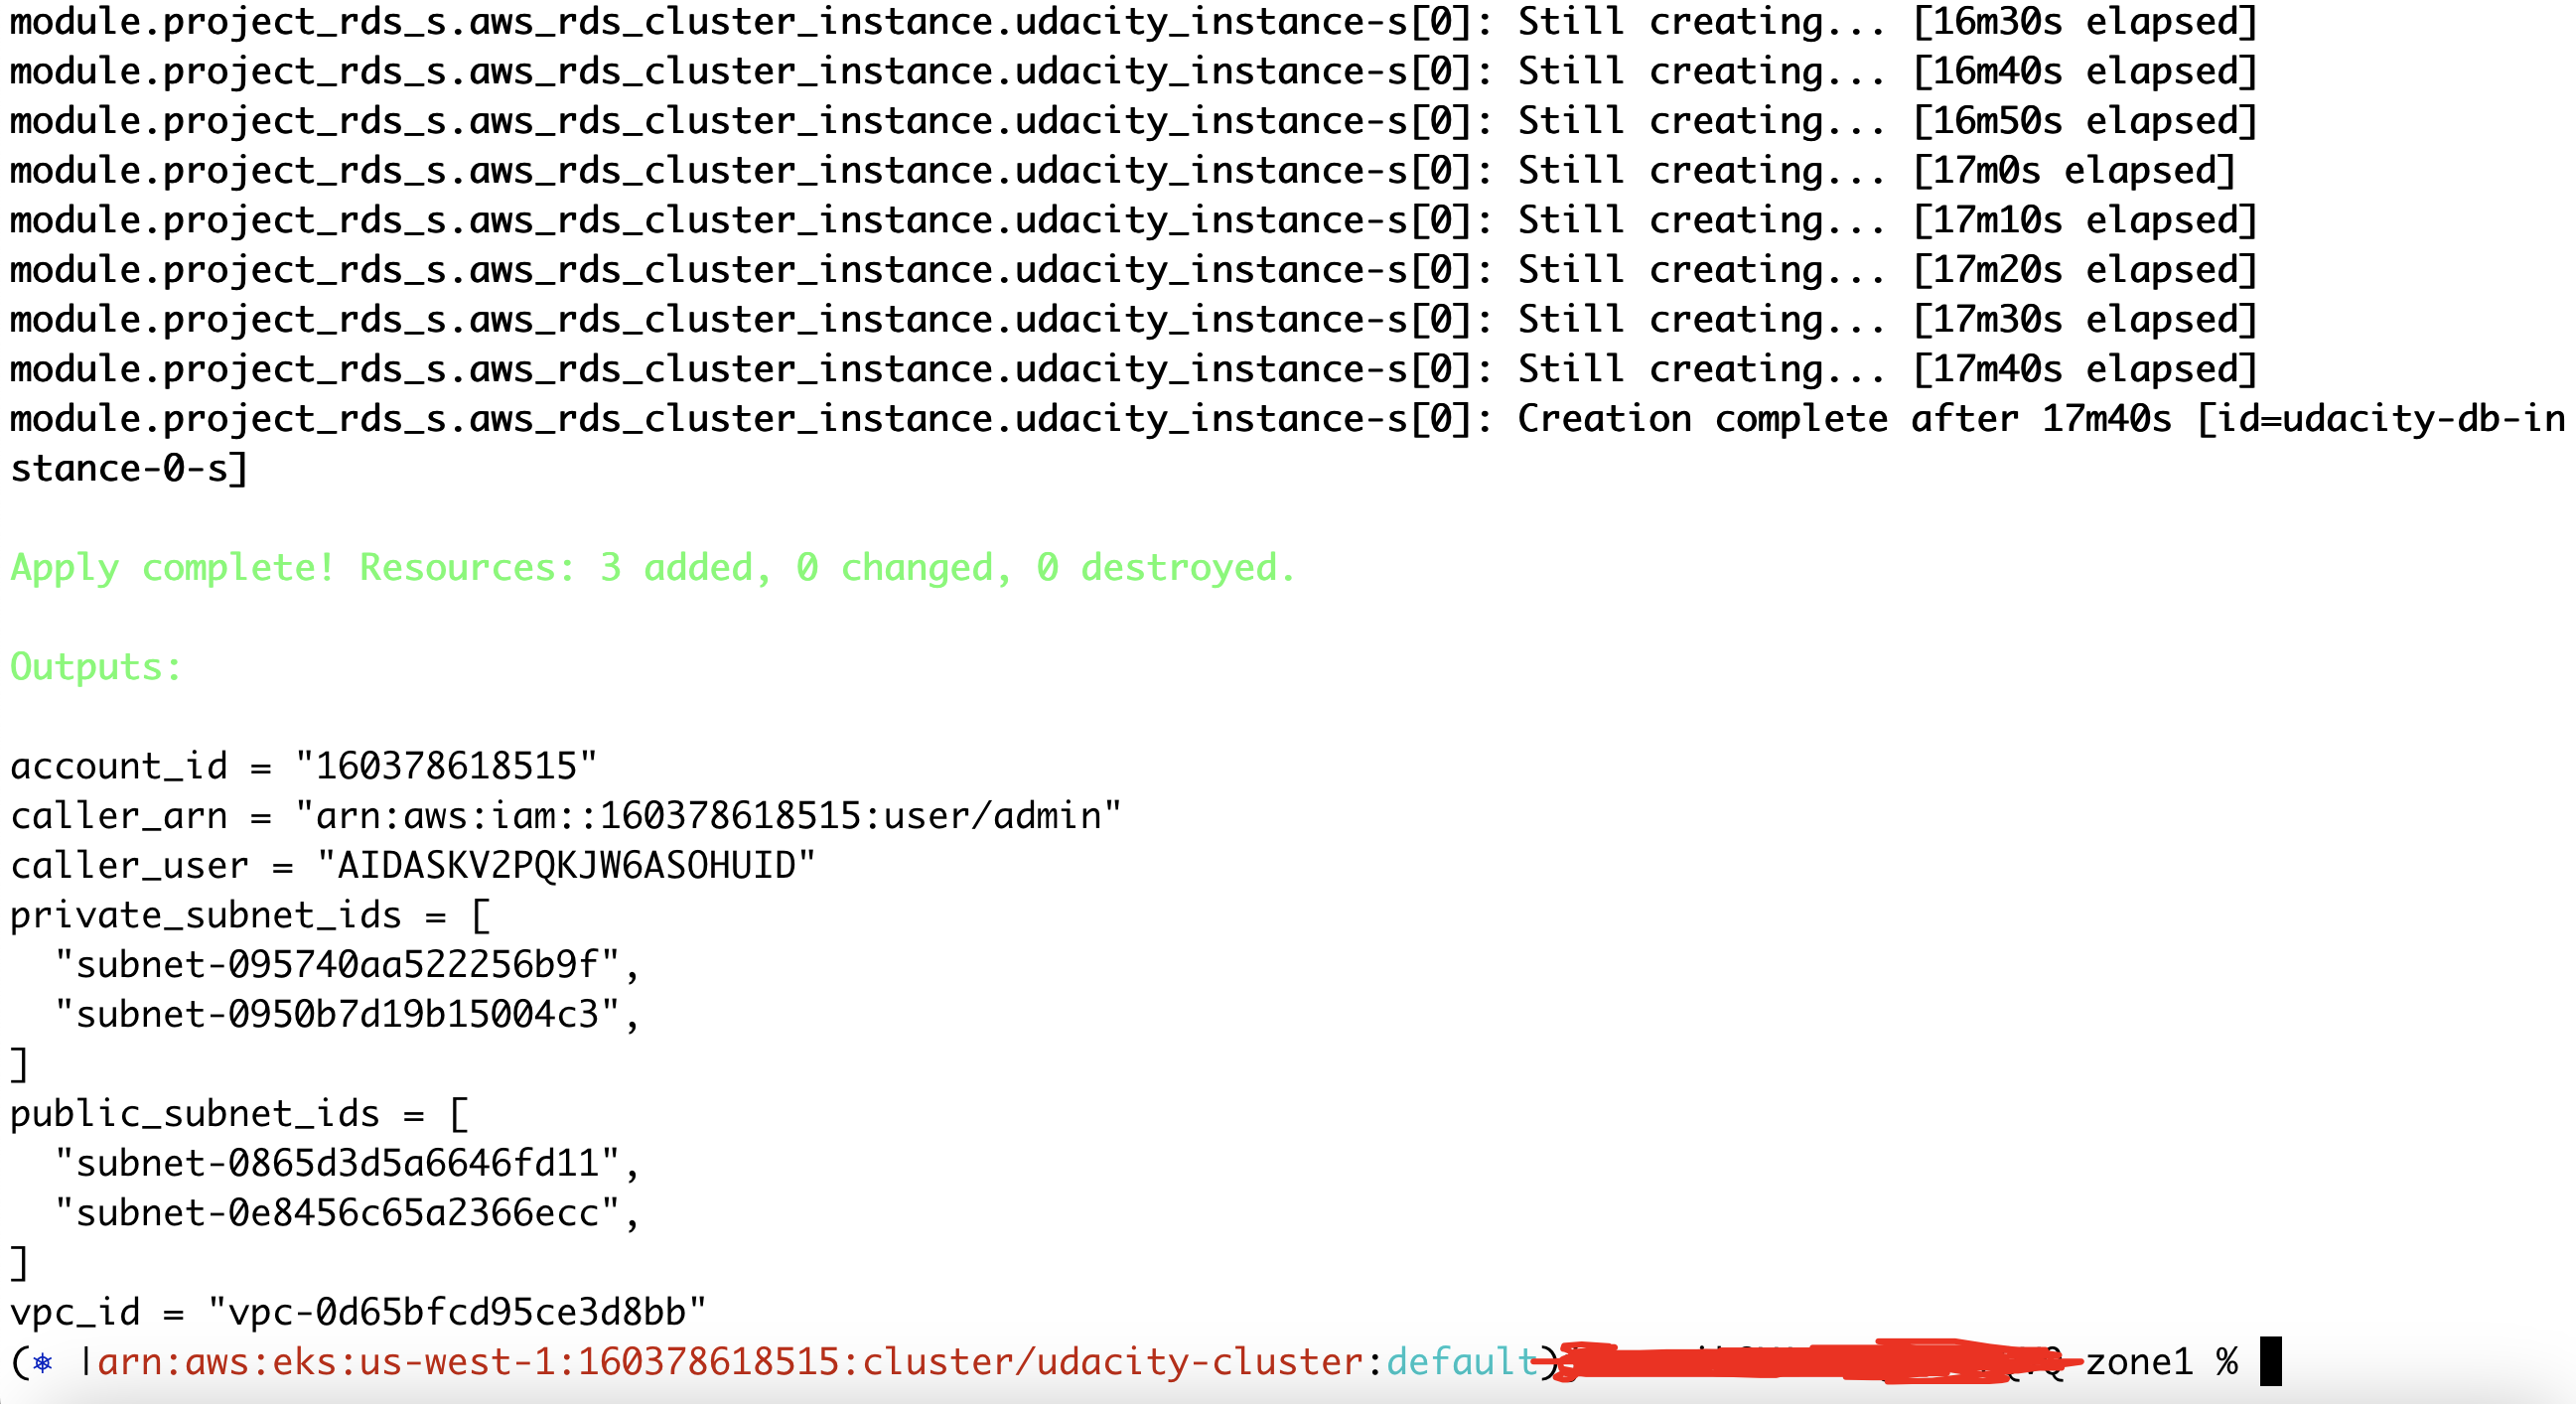 module.project_rds_s.aws_rds_cluster_instance.udacity_instance-s[0]: Still creating... [16m30s elapsed]
module.project_rds_s.aws_rds_cluster_instance.udacity_instance-s[0]: Still creating... [16m40s elapsed]
module.project_rds_s.aws_rds_cluster_instance.udacity_instance-s[0]: Still creating... [16m50s elapsed]
module.project_rds_s.aws_rds_cluster_instance.udacity_instance-s[0]: Still creating... [17m0s elapsed]
module.project_rds_s.aws_rds_cluster_instance.udacity_instance-s[0]: Still creating... [17m10s elapsed]
module.project_rds_s.aws_rds_cluster_instance.udacity_instance-s[0]: Still creating... [17m20s elapsed]
module.project_rds_s.aws_rds_cluster_instance.udacity_instance-s[0]: Still creating... [17m30s elapsed]
module.project_rds_s.aws_rds_cluster_instance.udacity_instance-s[0]: Still creating... [17m40s elapsed]
module.project_rds_s.aws_rds_cluster_instance.udacity_instance-s[0]: Creation complete after 17m40s [id=udacity-db-in
stance-0-s]
Apply complete! Resources: 3 added, 0 changed, 0 destroyed.
Outputs:
account_id = "160378618515"
caller_arn = "arn:aws:iam::160378618515:user/admin"
caller_user = "AIDASKV2PQKJW6ASOHUID"
private_subnet_ids = [
  "subnet-095740aa522256b9f",
  "subnet-0950b7d19b15004c3",
]
public_subnet_ids = [
  "subnet-0865d3d5a6646fd11",
  "subnet-0e8456c65a2366ecc",
]
vpc_id = "vpc-0d65bfcd95ce3d8bb"
(⎈ |arn:aws:eks:us-west-1:160378618515:cluster/udacity-cluster:default) zone1 %